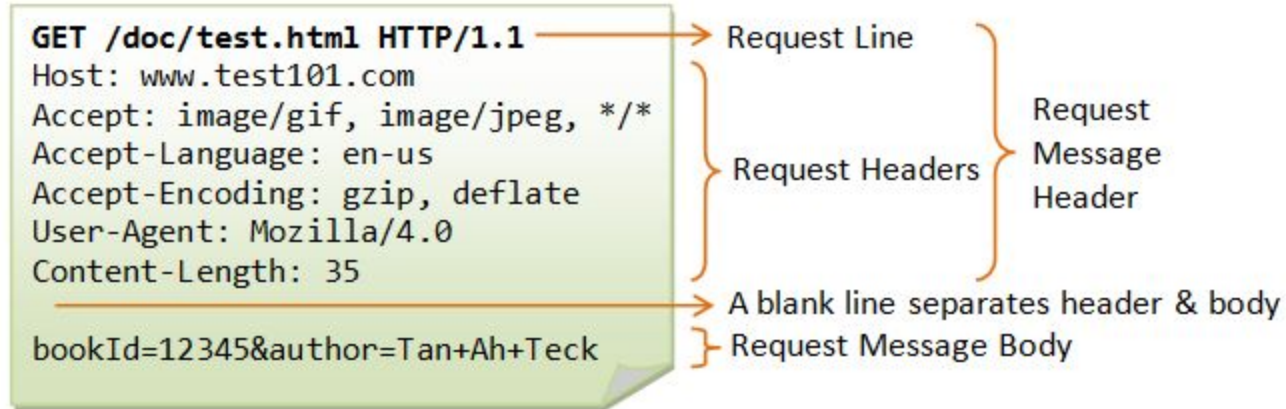 GET /doc/test.html HTTP/1.1
Request Line
Host: www.test101.com
Accept: image/gif, image/jpeg, */*
Accept-Language: en-us
Accept-Encoding: gzip, deflate
User-Agent: Mozilla/4.0
Content-Length: 35
Request Headers
Request
Message
Header
A blank line separates header & body
bookId=12345&author=Tan+Ah+Teck
Request Message Body